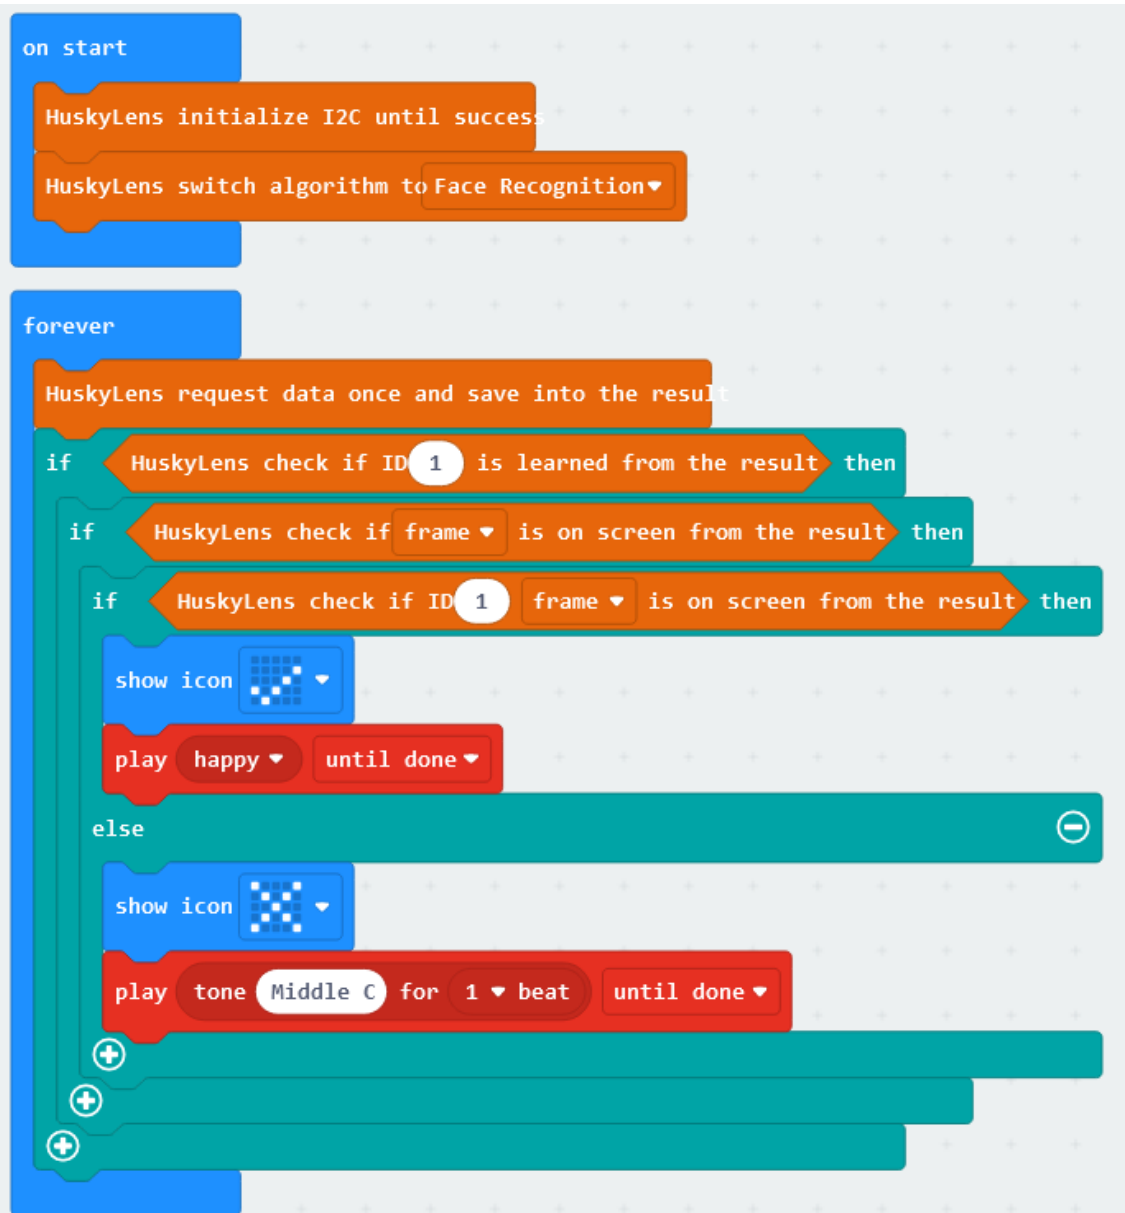 on start
HuskyLens initialize I2C until success
HuskyLens switch algorithm to Face Recognition
forever
HuskyLens request data once and save into the result
if HuskyLens check if ID 1 is learned from the result then
if HuskyLens check if frame is on screen from the result then
if HuskyLens check if ID 1 frame is on screen from the result then
show icon
play happy until done
else
show icon
play tone Middle C for 1 beat until done